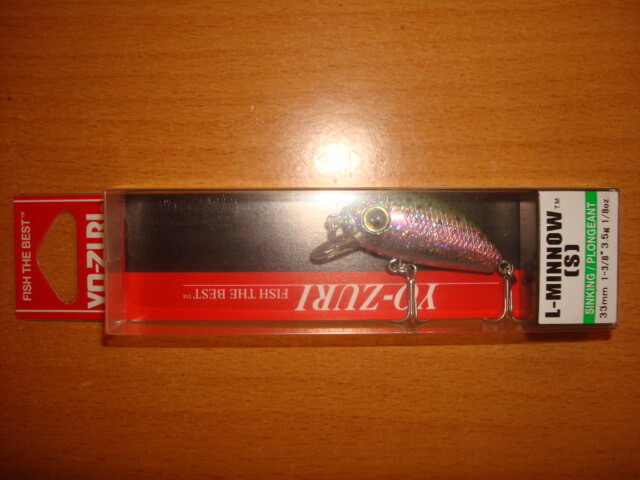 FISH THE BEST™
YO-ZURI
YO-ZURI
FISH THE BEST™
L-MINNOW™
(S)
SINKING / PLONGEANT
33mm 1-3/8" 3.5g 1/8oz